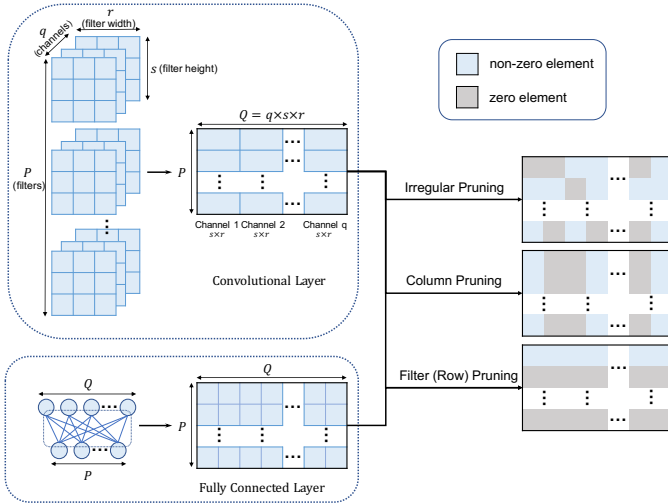 q
(channels)
r
(filter width)
s (filter height)
P
(filters)
Q = q×s×r
P
Channel 1
s×r
Channel 2
s×r
Channel q
s×r
Convolutional Layer
Q
P
Q
P
Fully Connected Layer
non-zero element
zero element
Irregular Pruning
Column Pruning
Filter (Row) Pruning